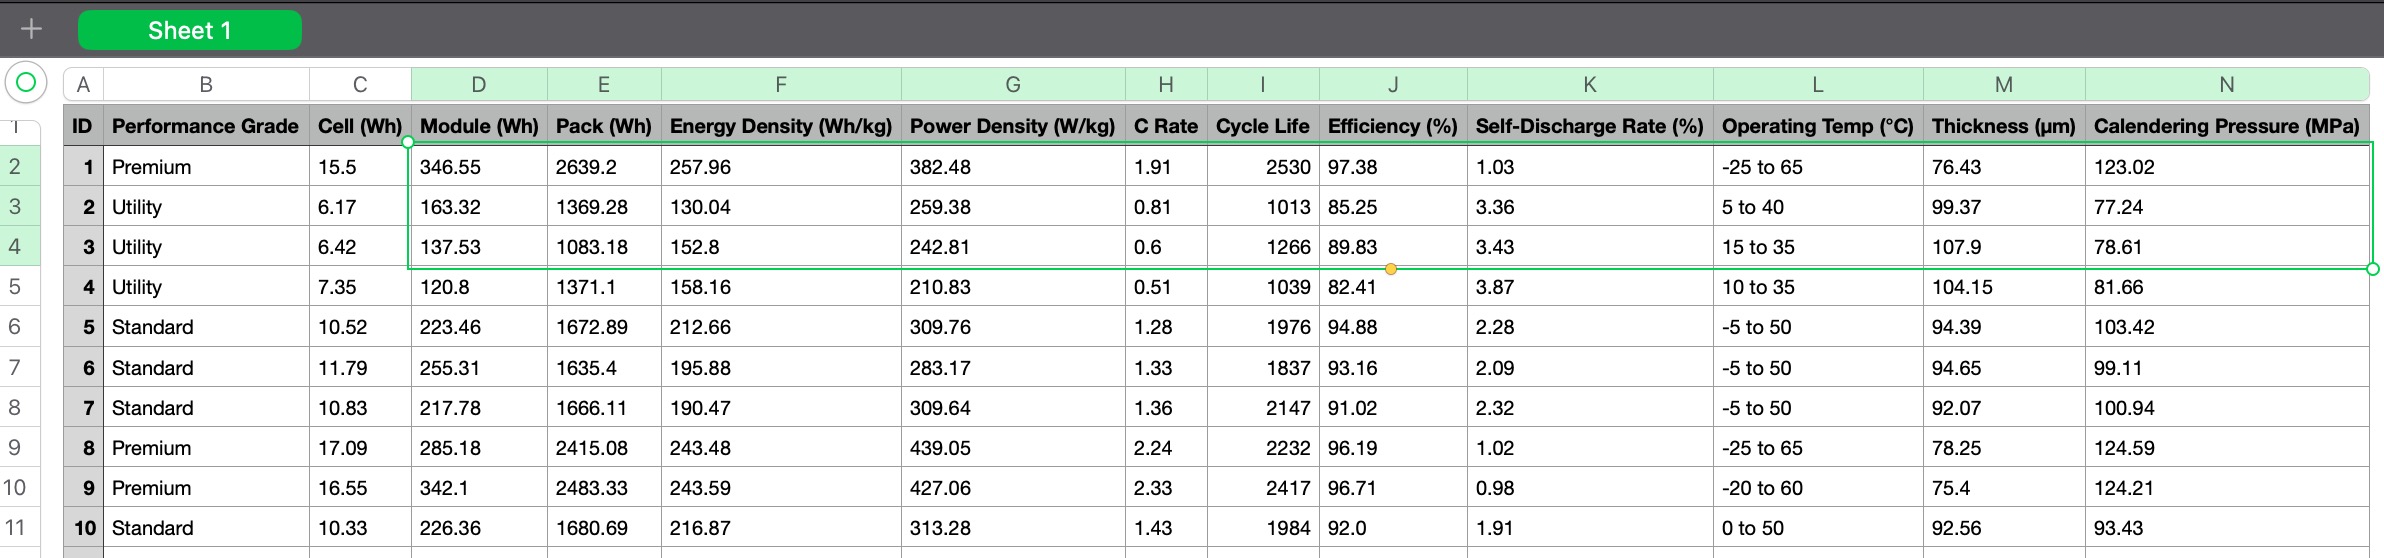 Sheet 1
A B C D E F G H I J K L M N
1 ID Performance Grade Cell (Wh) Module (Wh) Pack (Wh) Energy Density (Wh/kg) Power Density (W/kg) C Rate Cycle Life Efficiency (%) Self-Discharge Rate (%) Operating Temp (°C) Thickness (μm) Calendering Pressure (MPa)
2 1 Premium 15.5 346.55 2639.2 257.96 382.48 1.91 2530 97.38 1.03 -25 to 65 76.43 123.02
3 2 Utility 6.17 163.32 1369.28 130.04 259.38 0.81 1013 85.25 3.36 5 to 40 99.37 77.24
4 3 Utility 6.42 137.53 1083.18 152.8 242.81 0.6 1266 89.83 3.43 15 to 35 107.9 78.61
5 4 Utility 7.35 120.8 1371.1 158.16 210.83 0.51 1039 82.41 3.87 10 to 35 104.15 81.66
6 5 Standard 10.52 223.46 1672.89 212.66 309.76 1.28 1976 94.88 2.28 -5 to 50 94.39 103.42
7 6 Standard 11.79 255.31 1635.4 195.88 283.17 1.33 1837 93.16 2.09 -5 to 50 94.65 99.11
8 7 Standard 10.83 217.78 1666.11 190.47 309.64 1.36 2147 91.02 2.32 -5 to 50 92.07 100.94
9 8 Premium 17.09 285.18 2415.08 243.48 439.05 2.24 2232 96.19 1.02 -25 to 65 78.25 124.59
10 9 Premium 16.55 342.1 2483.33 243.59 427.06 2.33 2417 96.71 0.98 -20 to 60 75.4 124.21
11 10 Standard 10.33 226.36 1680.69 216.87 313.28 1.43 1984 92.0 1.91 0 to 50 92.56 93.43